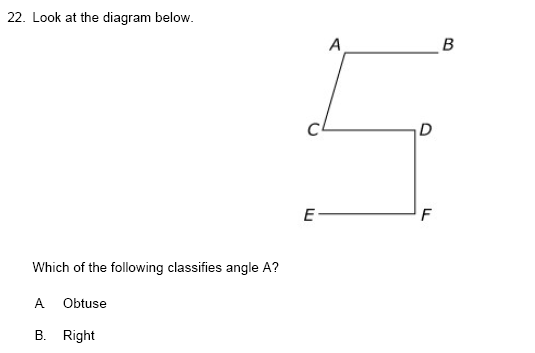 22. Look at the diagram below.
A B
C D
E F
Which of the following classifies angle A?
A Obtuse
B. Right